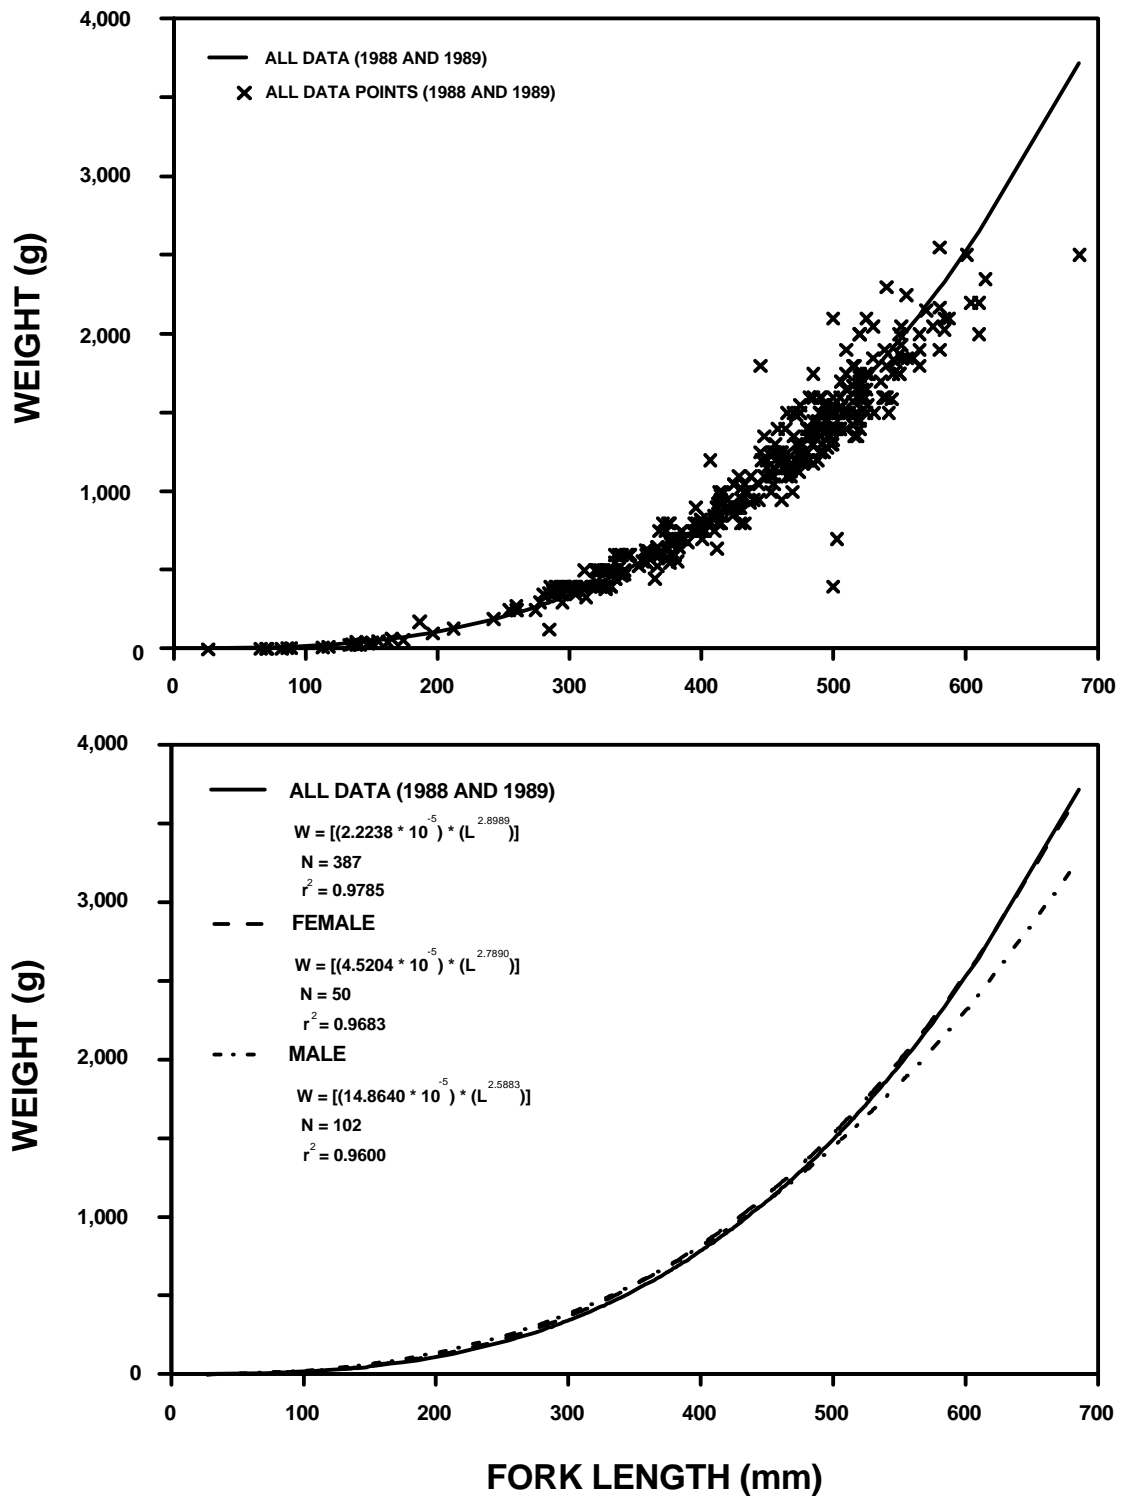 4,000
ALL DATA (1988 AND 1989)
ALL DATA POINTS (1988 AND 1989)
3,000
WEIGHT (g)
2,000
1,000
0
0 100 200 300 400 500 600 700
4,000
ALL DATA (1988 AND 1989)
W = [(2.2238 * 10^-5) * (L^2.8989)]
N = 387
r^2 = 0.9785
3,000
FEMALE
W = [(4.5204 * 10^-5) * (L^2.7890)]
N = 50
r^2 = 0.9683
WEIGHT (g)
2,000
MALE
W = [(14.8640 * 10^-5) * (L^2.5883)]
N = 102
r^2 = 0.9600
1,000
0
0 100 200 300 400 500 600 700
FORK LENGTH (mm)